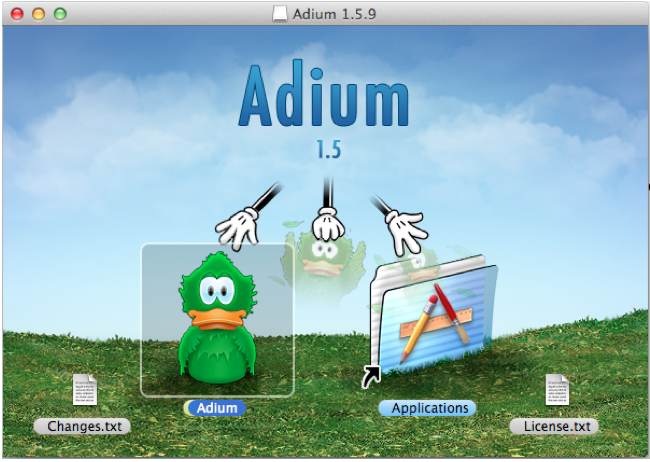 Adium 1.5.9
Adium
1.5
Adium
Applications
Changes.txt
License.txt